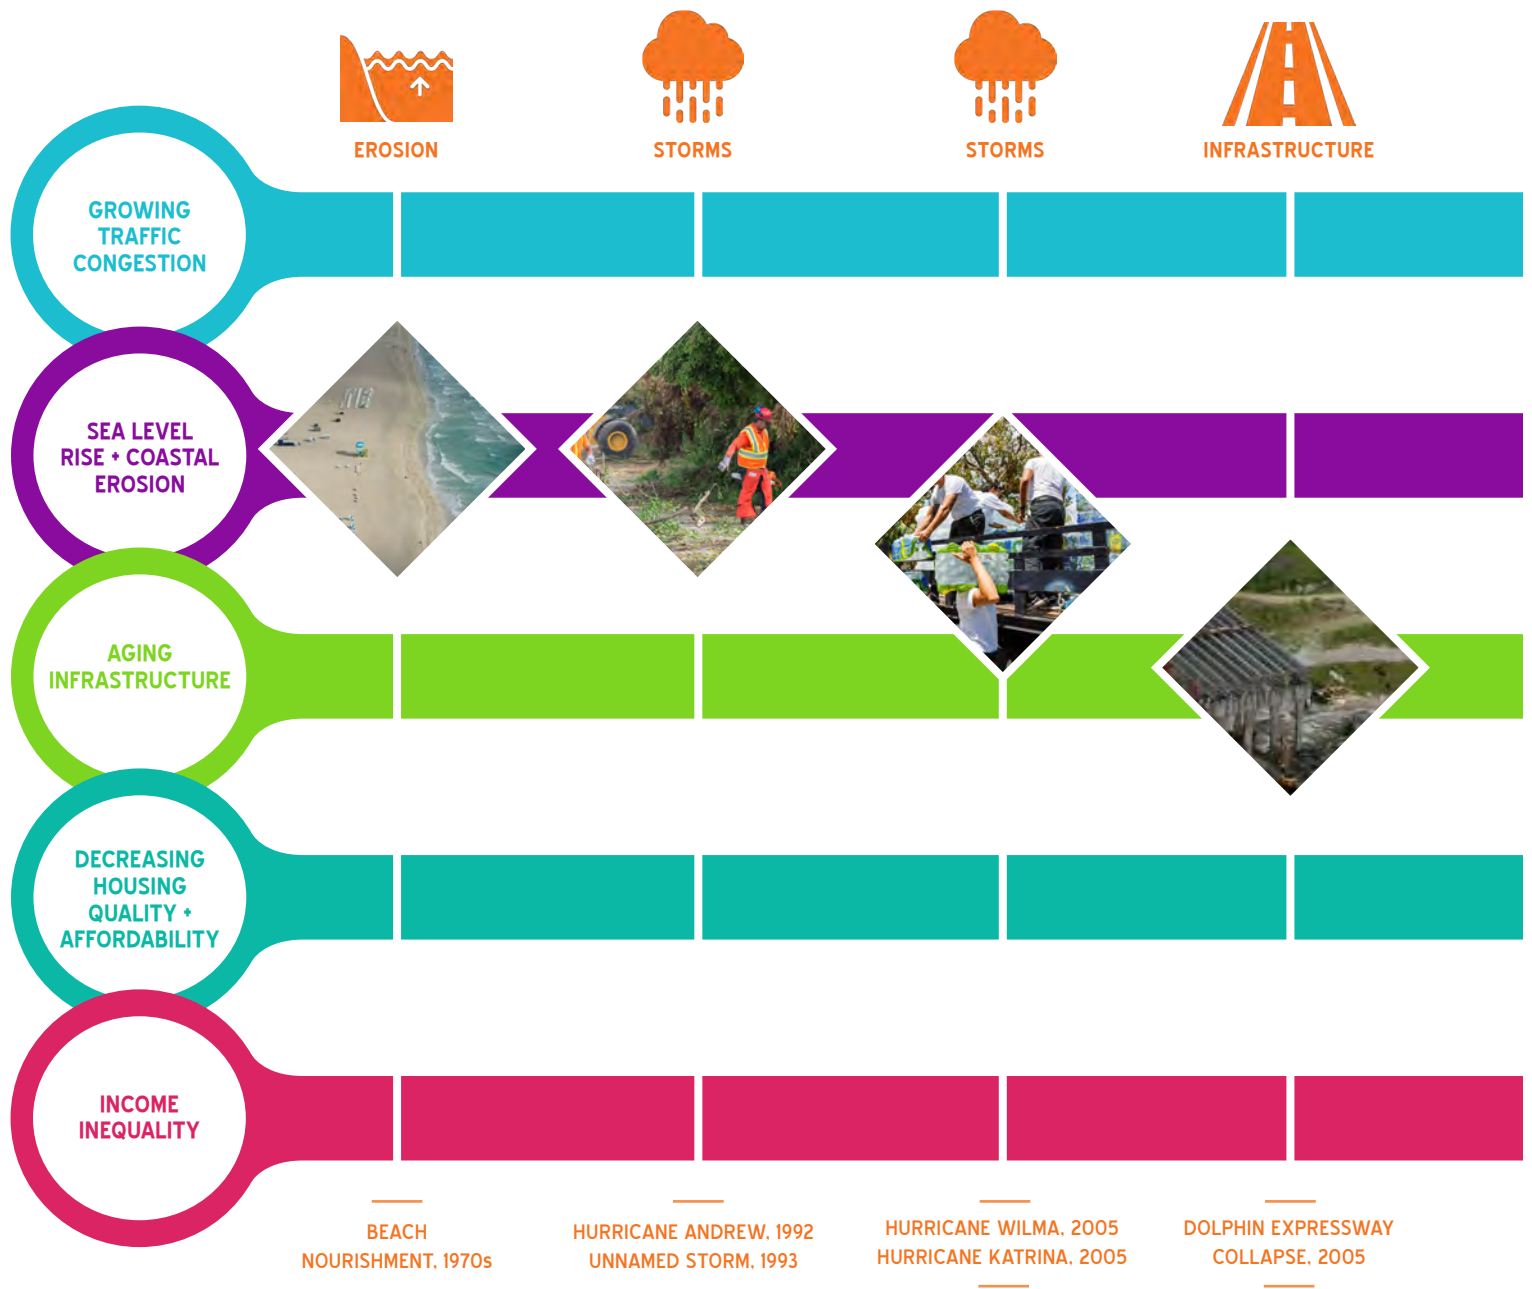 EROSION
STORMS
STORMS
INFRASTRUCTURE
GROWING
TRAFFIC
CONGESTION
SEA LEVEL
RISE + COASTAL
EROSION
AGING
INFRASTRUCTURE
DECREASING
HOUSING
QUALITY +
AFFORDABILITY
INCOME
INEQUALITY
BEACH
NOURISHMENT, 1970s
HURRICANE ANDREW, 1992
UNNAMED STORM, 1993
HURRICANE WILMA, 2005
HURRICANE KATRINA, 2005
DOLPHIN EXPRESSWAY
COLLAPSE, 2005